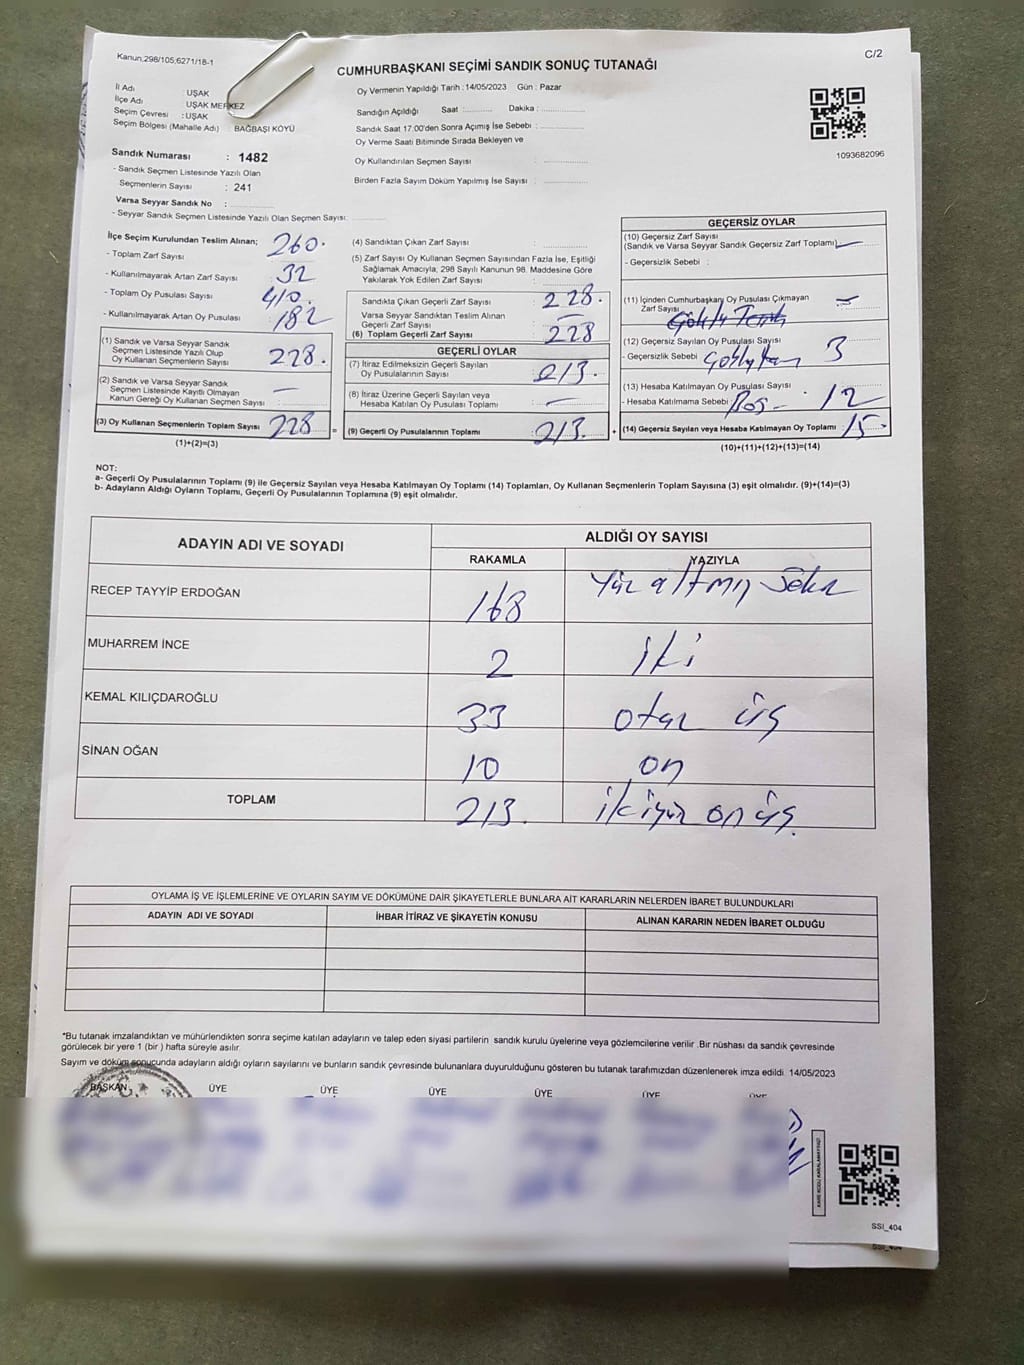 Kanun,298/105;6271/18-1
C/2
CUMHURBAŞKANI SEÇİMİ SANDIK SONUÇ TUTANAĞI
İl Adı : UŞAK
İlçe Adı UŞAK MERKEZ
Seçim Çevresi : UŞAK
Seçim Bölgesi (Mahalle Adı) : BAĞBAŞI KÖYÜ
Oy Vermenin Yapıldığı Tarih : 14/05/2023 Gün : Pazar
Sandığın Açıldığı Saat :.......... Dakika :..............
Sandık Saat 17:00'den Sonra Açımış İse Sebebi :..............
Oy Verme Saati Bitiminde Sırada Bekleyen ve
Oy Kullandırılan Seçmen Sayısı :..............
Birden Fazla Sayım Döküm Yapılmış İse Sayısı :..............
1093682096
Sandık Numarası : 1482
- Sandık Seçmen Listesinde Yazılı Olan
Seçmenlerin Sayısı : 241
Varsa Seyyar Sandık No :..............
- Seyyar Sandık Seçmen Listesinde Yazılı Olan Seçmen Sayısı:..............
İlçe Seçim Kurulundan Teslim Alınan;
- Toplam Zarf Sayısı 260.
- Kullanılmayarak Artan Zarf Sayısı 32
- Toplam Oy Pusulası Sayısı 410.
- Kullanılmayarak Artan Oy Pusulası 182
(1) Sandık ve Varsa Seyyar Sandık
Seçmen Listesinde Yazılı Olup
Oy Kullanan Seçmenlerin Sayısı 228.
(2) Sandık ve Varsa Seyyar Sandık
Seçmen Listesinde Kayıtlı Olmayan
Kanun Gereği Oy Kullanan Seçmen Sayısı : —
(3) Oy Kullanan Seçmenlerin Toplam Sayısı 228
(1)+(2)=(3)
(4) Sandıktan Çıkan Zarf Sayısı :..............
(5) Zarf Sayısı Oy Kullanan Seçmen Sayısından Fazla İse, Eşitliği
Sağlamak Amacıyla, 298 Sayılı Kanunun 98. Maddesine Göre
Yakılarak Yok Edilen Zarf Sayısı :..............
Sandıkta Çıkan Geçerli Zarf Sayısı : 228.
Varsa Seyyar Sandıktan Teslim Alınan
Geçerli Zarf Sayısı : —
(6) Toplam Geçerli Zarf Sayısı : 228
GEÇERLİ OYLAR
(7) İtiraz Edilmeksizin Geçerli Sayılan
Oy Pusulalarının Sayısı : 213.
(8) İtiraz Üzerine Geçerli Sayılan veya
Hesaba Katılan Oy Pusulası Toplamı : —
= (9) Geçerli Oy Pusulalarının Toplamı : 213.
GEÇERSİZ OYLAR
(10) Geçersiz Zarf Sayısı
(Sandık ve Varsa Seyyar Sandık Geçersiz Zarf Toplamı) —
- Geçersizlik Sebebi :
(11) İçinden Cumhurbaşkanı Oy Pusulası Çıkmayan
Zarf Sayısı : —
(12) Geçersiz Sayılan Oy Pusulası Sayısı : 3
- Geçersizlik Sebebi
(13) Hesaba Katılmayan Oy Pusulası Sayısı
- Hesaba Katılmama Sebebi Boş - 12
+ (14) Geçersiz Sayılan veya Hesaba Katılmayan Oy Toplamı : 15.
(10)+(11)+(12)+(13)=(14)
NOT:
a- Geçerli Oy Pusulalarının Toplamı (9) ile Geçersiz Sayılan veya Hesaba Katılmayan Oy Toplamı (14) Toplamları, Oy Kullanan Seçmenlerin Toplam Sayısına (3) eşit olmalıdır. (9)+(14)=(3)
b- Adayların Aldığı Oyların Toplamı, Geçerli Oy Pusulalarının Toplamına (9) eşit olmalıdır.
ADAYIN ADI VE SOYADI ALDIĞI OY SAYISI
RAKAMLA YAZIYLA
RECEP TAYYİP ERDOĞAN 168 Yüz altmış Sekiz
MUHARREM İNCE 2 iki
KEMAL KILIÇDAROĞLU 33 otuz üç
SİNAN OĞAN 10 on
TOPLAM 213. ikiyüz on üç.
OYLAMA İŞ VE İŞLEMLERİNE VE OYLARIN SAYIM VE DÖKÜMÜNE DAİR ŞİKAYETLERLE BUNLARA AİT KARARLARIN NELERDEN İBARET BULUNDUKLARI
ADAYIN ADI VE SOYADI İHBAR İTİRAZ VE ŞİKAYETİN KONUSU ALINAN KARARIN NEDEN İBARET OLDUĞU
*Bu tutanak imzalandıktan ve mühürlendikten sonra seçime katılan adayların ve talep eden siyasi partilerin sandık kurulu üyelerine veya gözlemcilerine verilir .Bir nüshası da sandık çevresinde
görülecek bir yere 1 (bir ) hafta süreyle asılır.
Sayım ve döküm sonucunda adayların aldığı oyların sayılarını ve bunların sandık çevresinde bulunanlara duyurulduğunu gösteren bu tutanak tarafımızdan düzenlenerek imza edildi. 14/05/2023
BAŞKAN ÜYE ÜYE ÜYE ÜYE ÜYE ÜYE
SSI_404
SSI_404